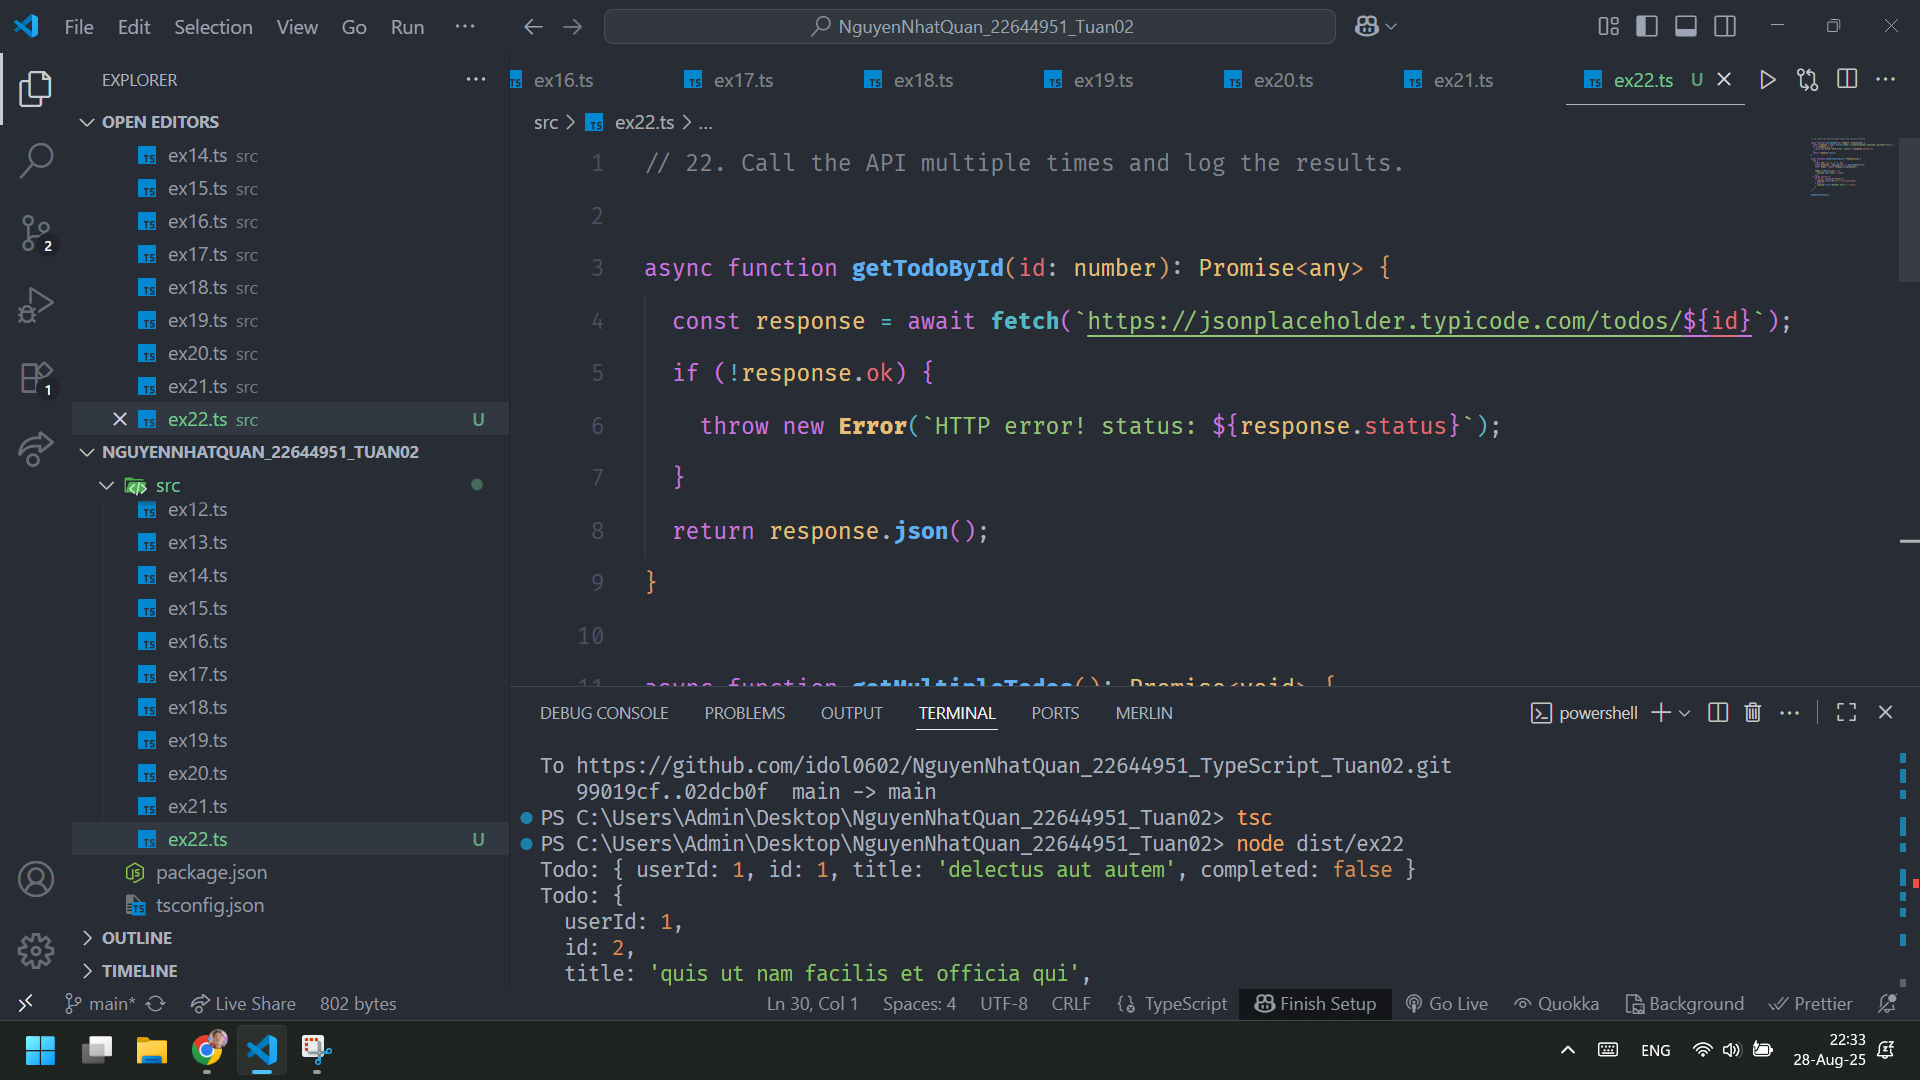 File Edit Selection View Go Run ···
NguyenNhatQuan_22644951_Tuan02
EXPLORER
OPEN EDITORS
ex14.ts src
ex15.ts src
ex16.ts src
ex17.ts src
ex18.ts src
ex19.ts src
ex20.ts src
ex21.ts src
ex22.ts src U
NGUYENNHATQUAN_22644951_TUAN02
src
ex12.ts
ex13.ts
ex14.ts
ex15.ts
ex16.ts
ex17.ts
ex18.ts
ex19.ts
ex20.ts
ex21.ts
ex22.ts U
package.json
tsconfig.json
OUTLINE
TIMELINE
2
1
ex16.ts ex17.ts ex18.ts ex19.ts ex20.ts ex21.ts ex22.ts U
src > ex22.ts > ...
1 // 22. Call the API multiple times and log the results.
2
3 async function getTodoById(id: number): Promise<any> {
4 const response = await fetch(`https://jsonplaceholder.typicode.com/todos/${id}`);
5 if (!response.ok) {
6 throw new Error(`HTTP error! status: ${response.status}`);
7 }
8 return response.json();
9 }
10
11 async function getMultipleTodos(): Promise<void> {
DEBUG CONSOLE PROBLEMS OUTPUT TERMINAL PORTS MERLIN
powershell
To https://github.com/idol0602/NguyenNhatQuan_22644951_TypeScript_Tuan02.git
99019cf..02dcb0f main -> main
PS C:\Users\Admin\Desktop\NguyenNhatQuan_22644951_Tuan02> tsc
PS C:\Users\Admin\Desktop\NguyenNhatQuan_22644951_Tuan02> node dist/ex22
Todo: { userId: 1, id: 1, title: 'delectus aut autem', completed: false }
Todo: {
userId: 1,
id: 2,
title: 'quis ut nam facilis et officia qui',
main* Live Share 802 bytes Ln 30, Col 1 Spaces: 4 UTF-8 CRLF {} TypeScript Finish Setup Go Live Quokka Background Prettier
ENG
22:33
28-Aug-25